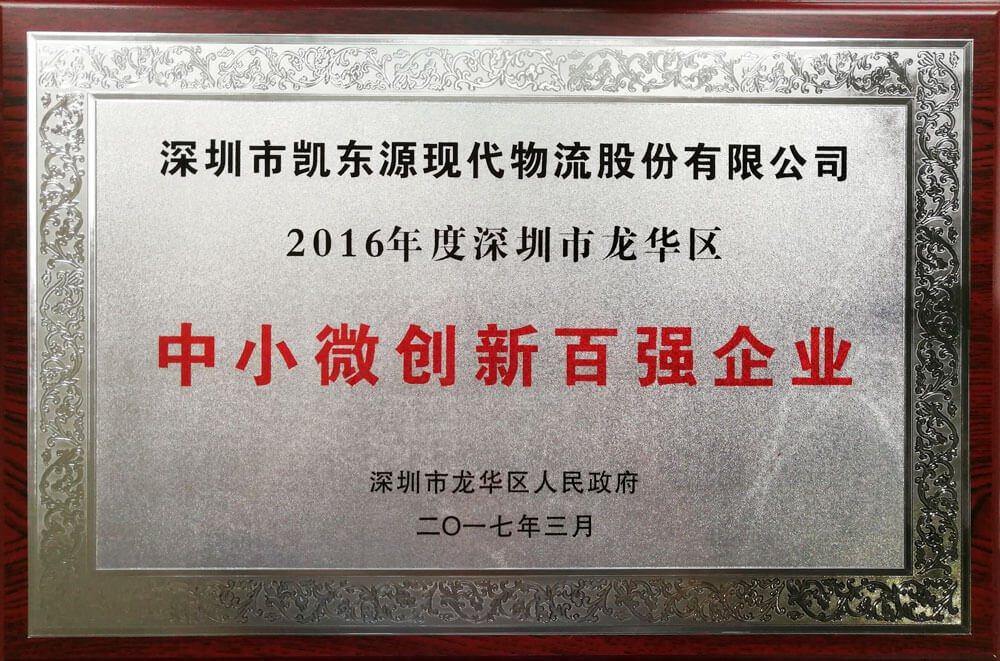 深圳市凯东源现代物流股份有限公司
2016年度深圳市龙华区
中小微创新百强企业
深圳市龙华区人民政府
二〇一七年三月